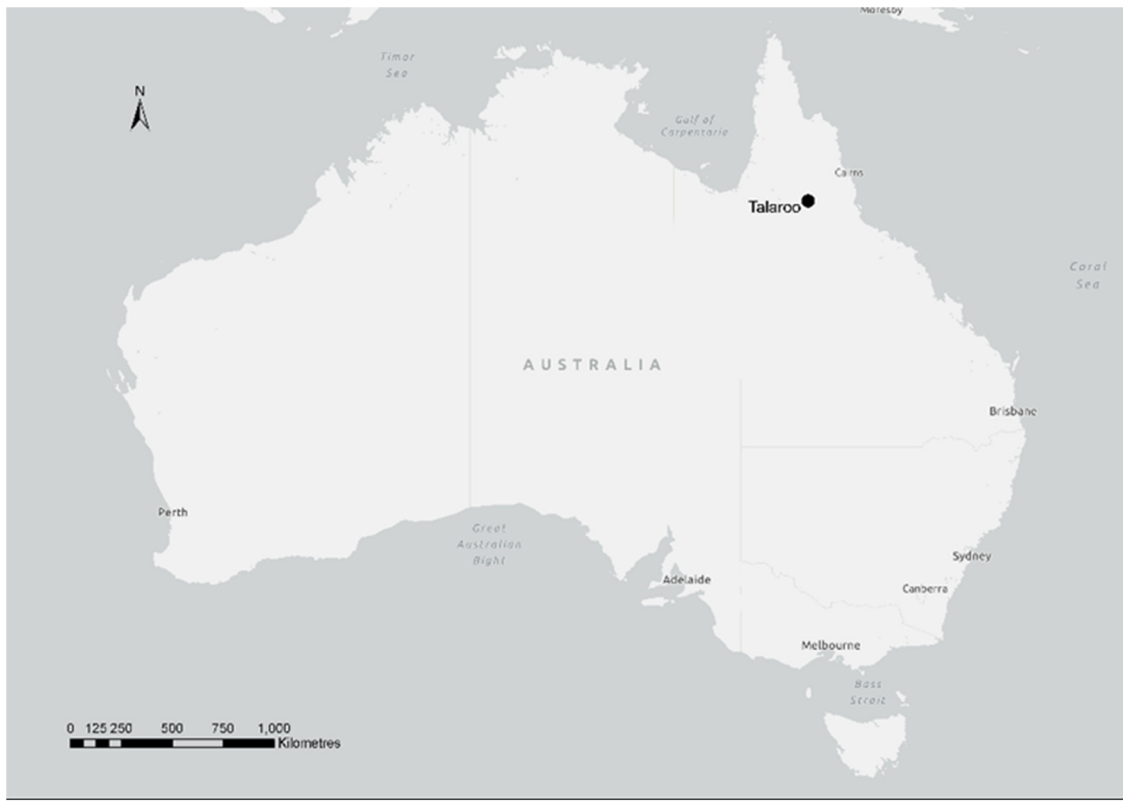 Moresby
Timor
Sea
N
Gulf of
Carpentaria
Cairns
Talaroo
Coral
Sea
AUSTRALIA
Brisbane
Perth
Great
Australian
Bight
Sydney
Adelaide
Canberra
Melbourne
Bass
Strait
0 125 250 500 750 1,000
Kilometres